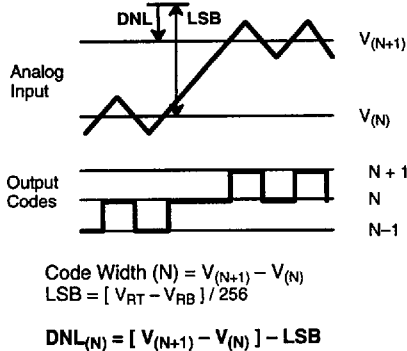 DNL LSB
V(N+1)
Analog
Input
V(N)
Output
Codes
N + 1
N
N–1
Code Width (N) = V(N+1) – V(N)
LSB = [ VRT – VRB ] / 256
DNL(N) = [ V(N+1) – V(N) ] – LSB